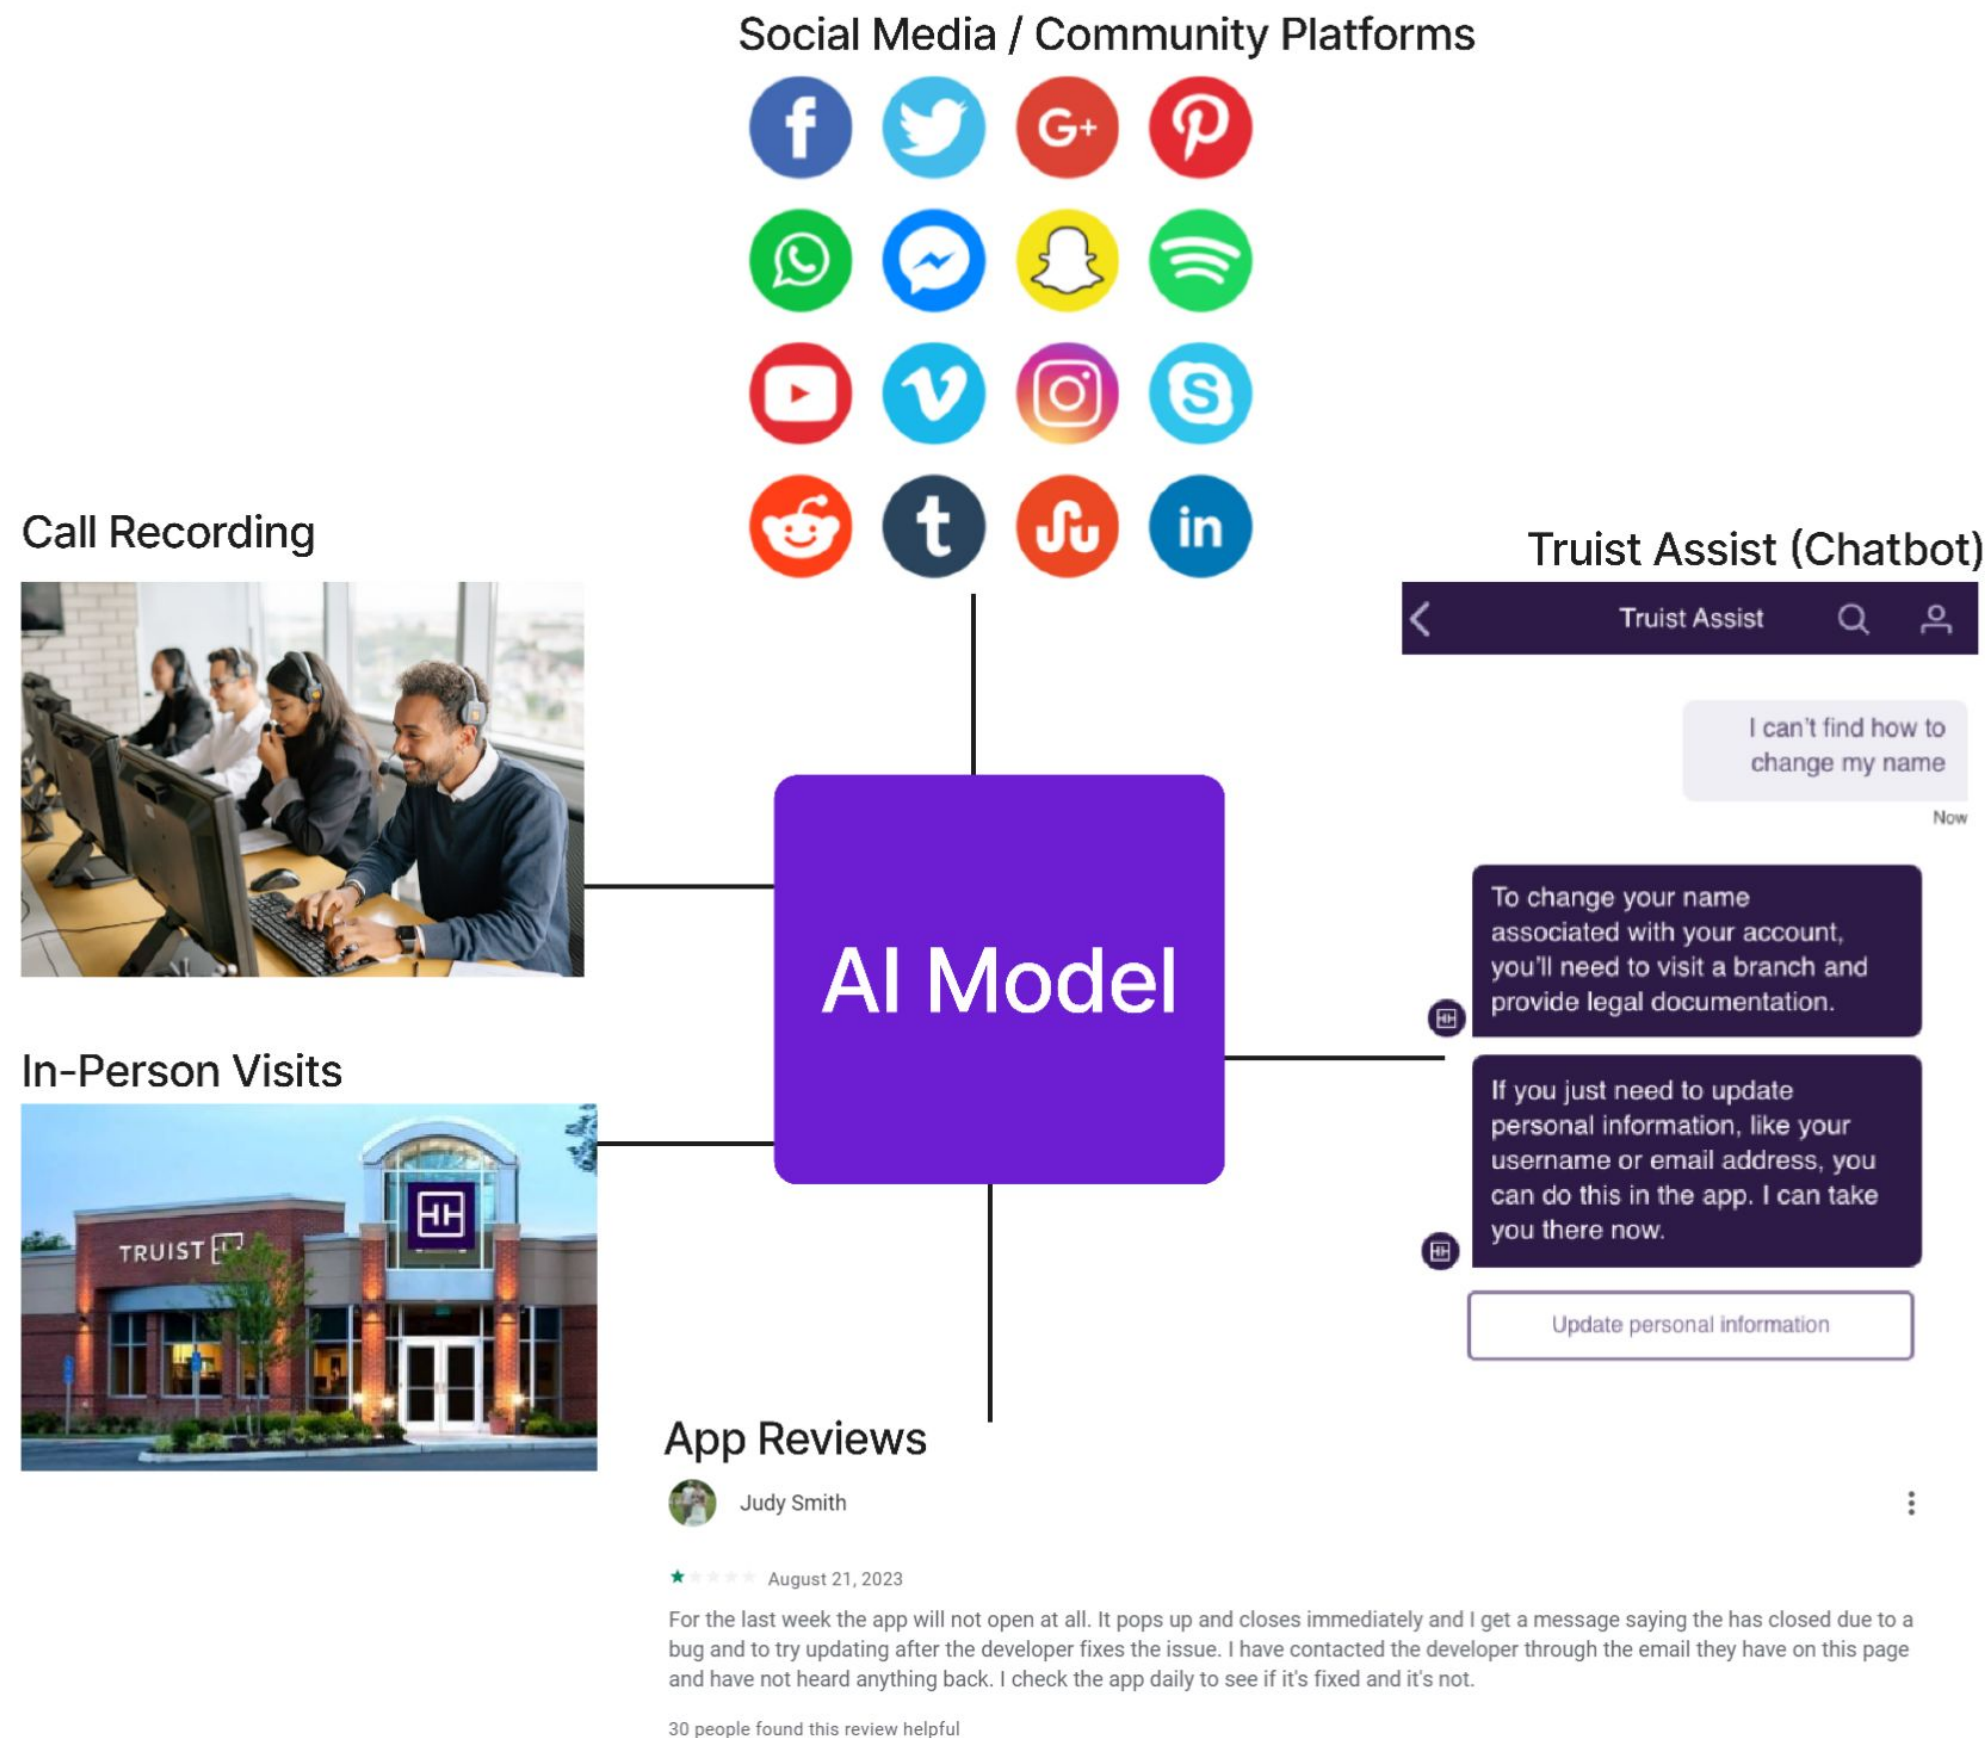 Social Media / Community Platforms
f
G+
t
in
Call Recording
Truist Assist (Chatbot)
Truist Assist
I can't find how to
change my name
Now
To change your name
associated with your account,
you'll need to visit a branch and
provide legal documentation.
If you just need to update
personal information, like your
username or email address, you
can do this in the app. I can take
you there now.
Update personal information
AI Model
In-Person Visits
TRUIST
App Reviews
Judy Smith
August 21, 2023
For the last week the app will not open at all. It pops up and closes immediately and I get a message saying the has closed due to a
bug and to try updating after the developer fixes the issue. I have contacted the developer through the email they have on this page
and have not heard anything back. I check the app daily to see if it's fixed and it's not.
30 people found this review helpful